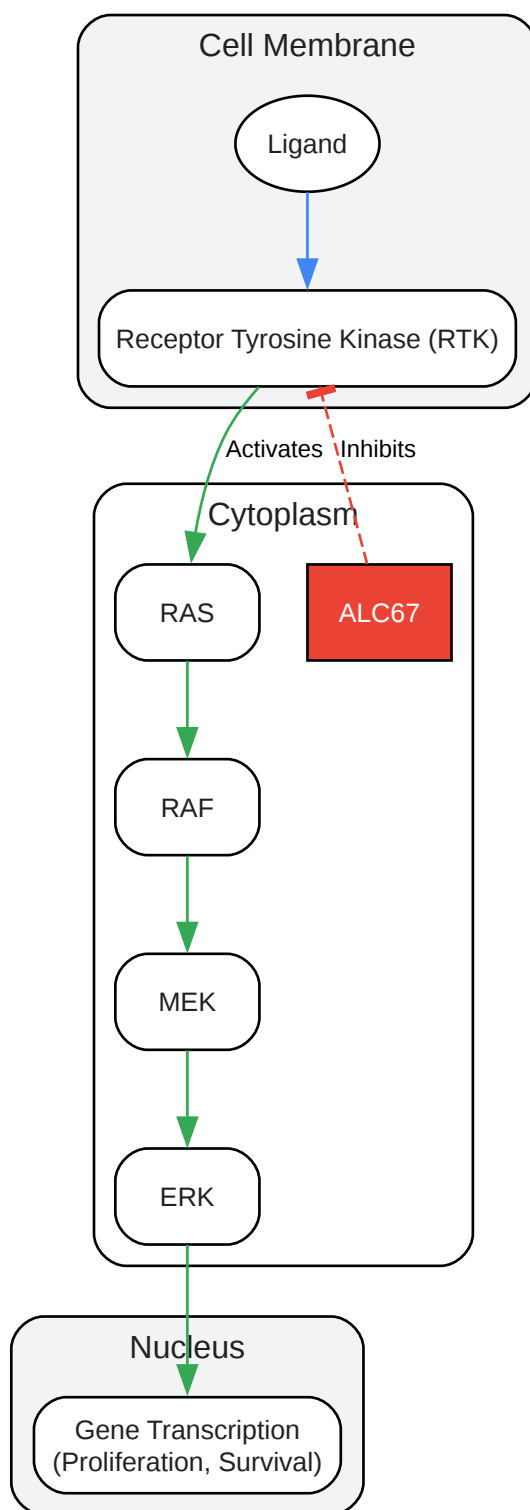 Cell Membrane
Ligand
Receptor Tyrosine Kinase (RTK)
Activates
Inhibits
Cytoplasm
RAS
ALC67
RAF
MEK
ERK
Nucleus
Gene Transcription
(Proliferation, Survival)